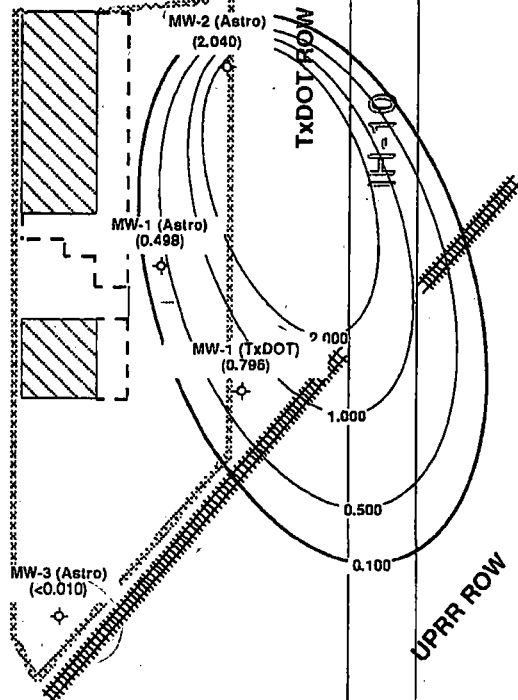 MW-2 (Astro)
(2.040)
TxDOT ROW
IH-10
MW-1 (Astro)
(0.498)
2.000
MW-1 (TxDOT)
(0.795)
1.000
0.500
0.100
MW-3 (Astro)
(<0.010)
UPRR ROW